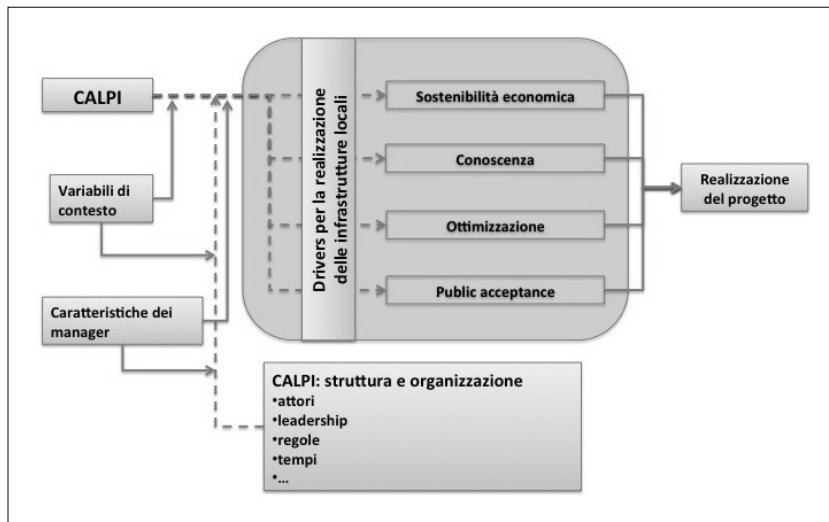 CALPI
Variabili di
contesto
Caratteristiche dei
manager
Drivers per la realizzazione
delle infrastrutture locali
Sostenibilità economica
Conoscenza
Ottimizzazione
Public acceptance
Realizzazione
del progetto
CALPI: struttura e organizzazione
•attori
•leadership
•regole
•tempi
•...